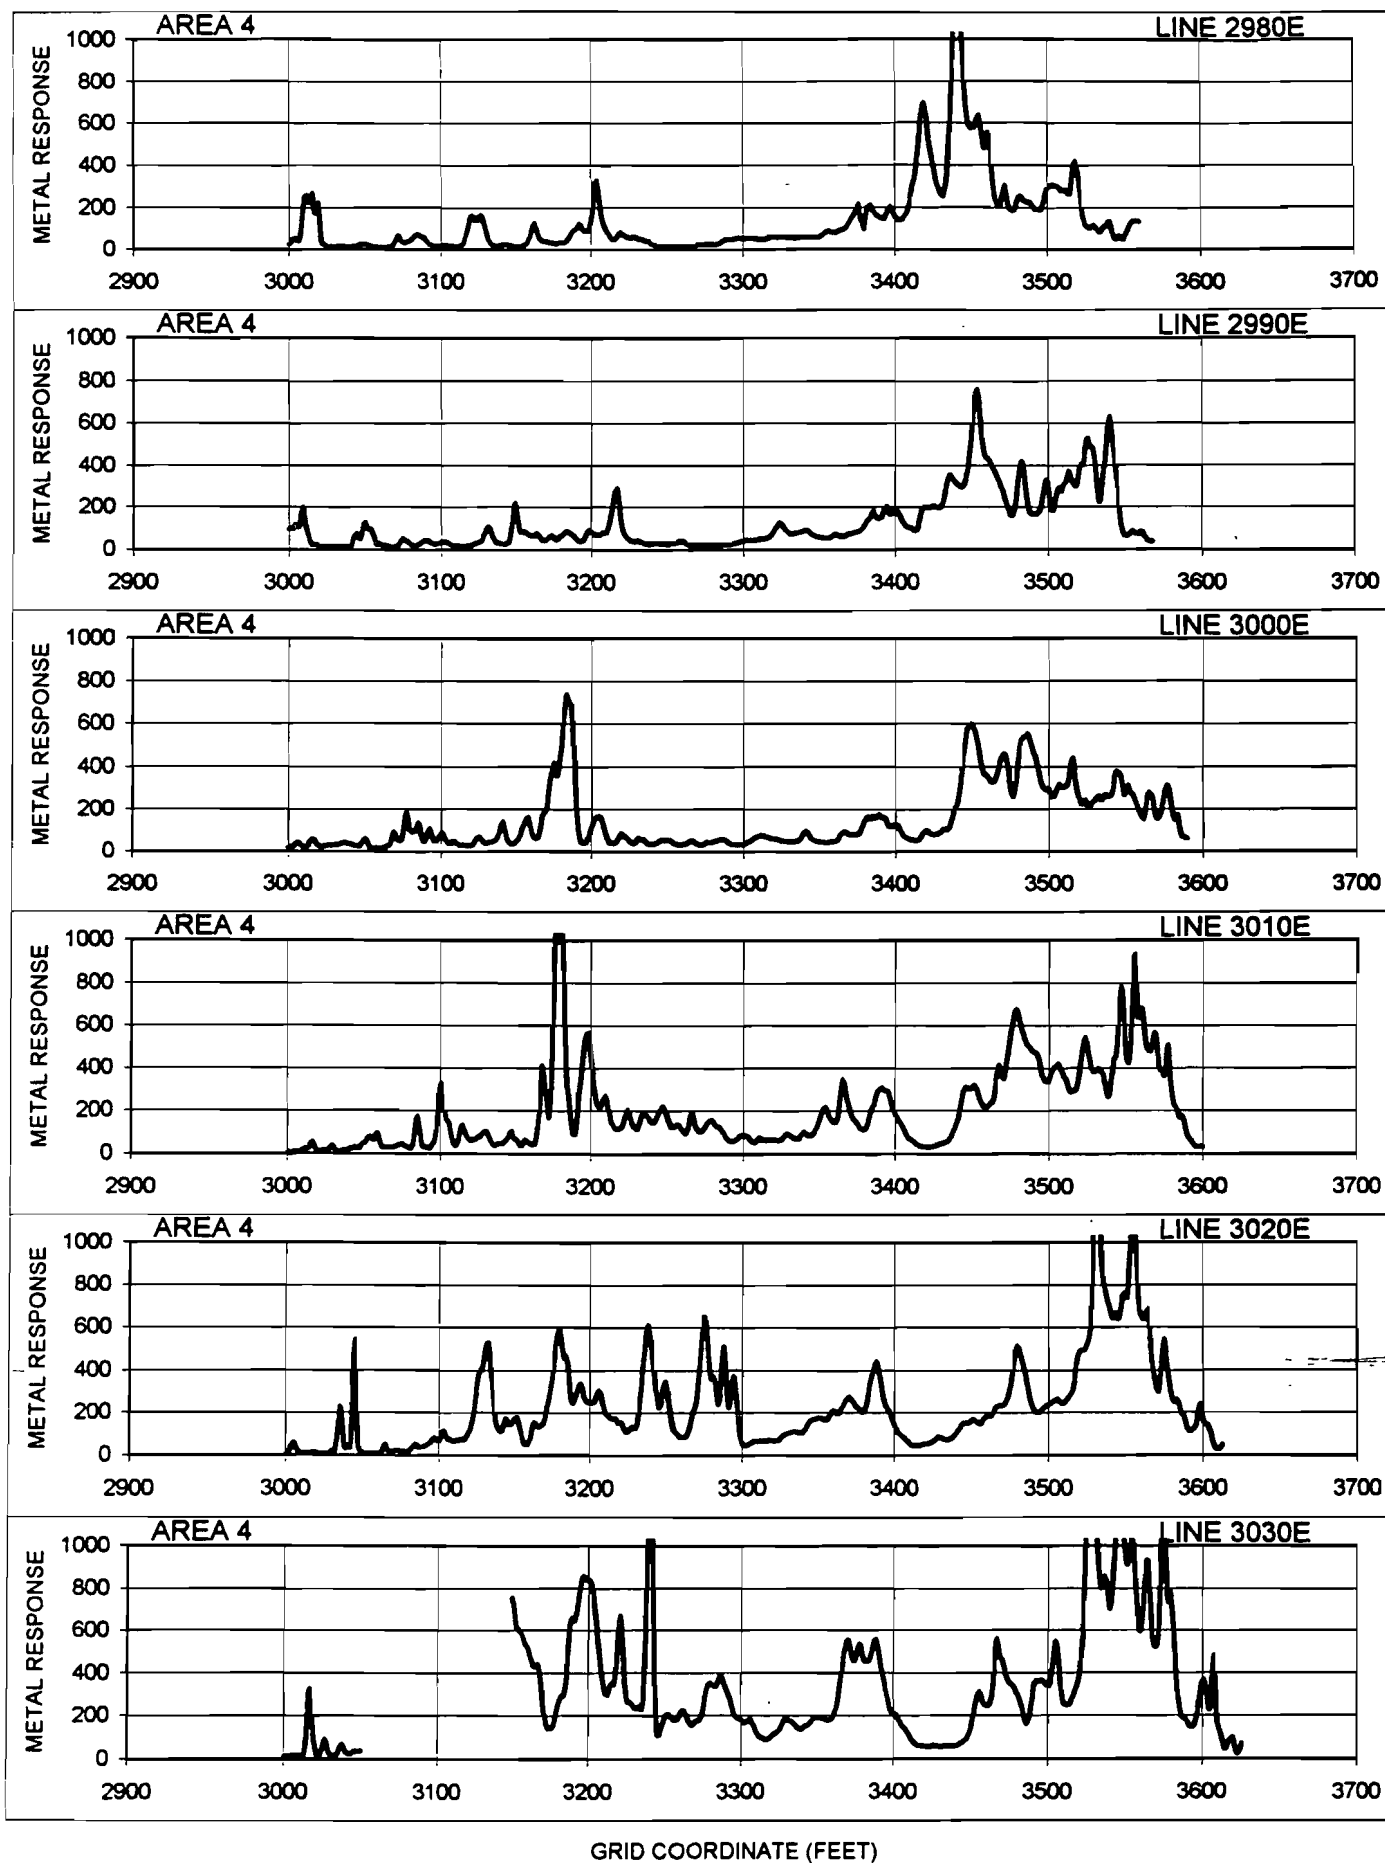 AREA 4 LINE 2980E
METAL RESPONSE
1000
800
600
400
200
0
2900 3000 3100 3200 3300 3400 3500 3600 3700
AREA 4 LINE 2990E
METAL RESPONSE
1000
800
600
400
200
0
2900 3000 3100 3200 3300 3400 3500 3600 3700
AREA 4 LINE 3000E
METAL RESPONSE
1000
800
600
400
200
0
2900 3000 3100 3200 3300 3400 3500 3600 3700
AREA 4 LINE 3010E
METAL RESPONSE
1000
800
600
400
200
0
2900 3000 3100 3200 3300 3400 3500 3600 3700
AREA 4 LINE 3020E
METAL RESPONSE
1000
800
600
400
200
0
2900 3000 3100 3200 3300 3400 3500 3600 3700
AREA 4 LINE 3030E
METAL RESPONSE
1000
800
600
400
200
0
2900 3000 3100 3200 3300 3400 3500 3600 3700
GRID COORDINATE (FEET)